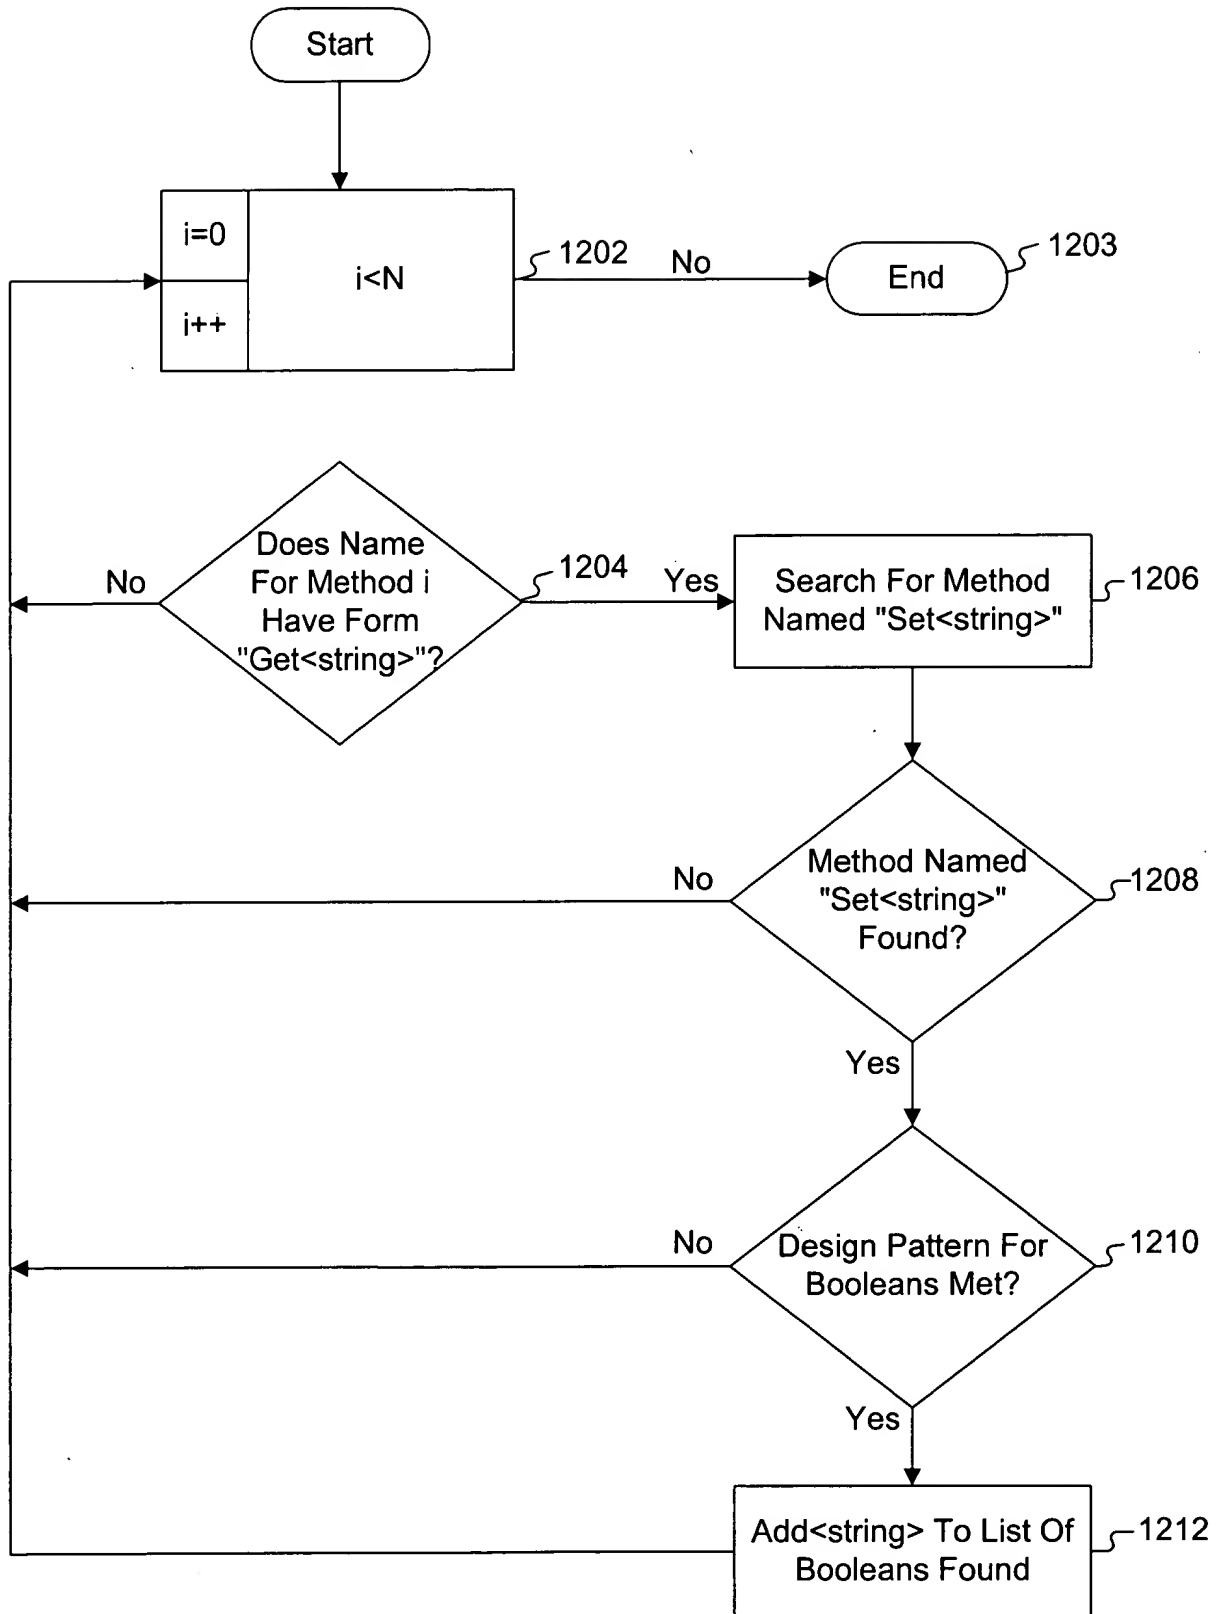 Start
i=0
i++
i<N
1202
No
End
1203
Does Name
For Method i
Have Form
"Get<string>"?
1204
No
Yes
Search For Method
Named "Set<string>"
1206
Method Named
"Set<string>"
Found?
1208
No
Yes
Design Pattern For
Booleans Met?
1210
No
Yes
Add<string> To List Of
Booleans Found
1212